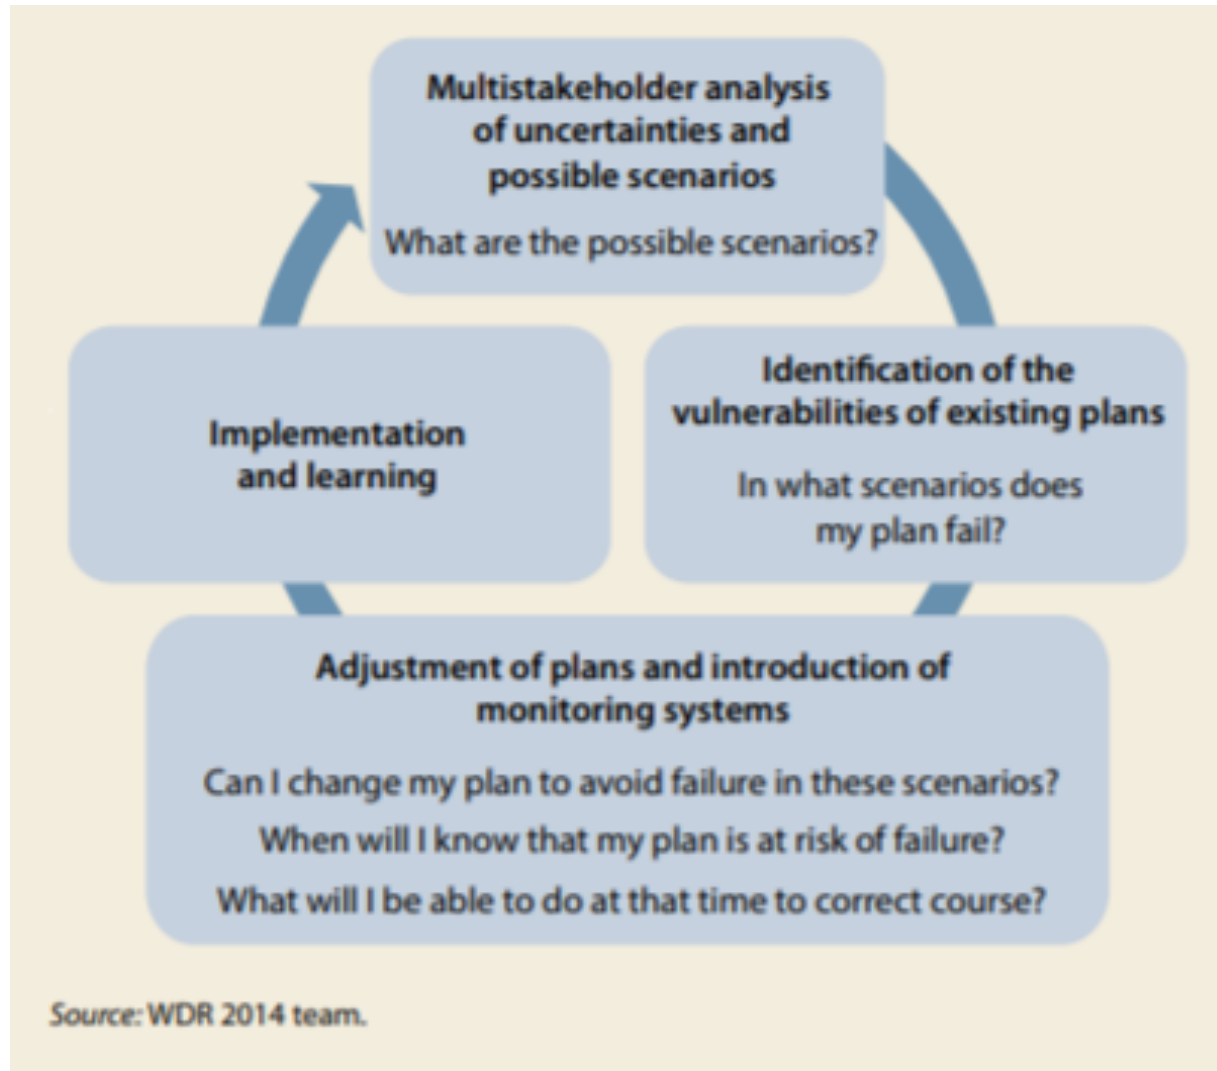 Multistakeholder analysis
of uncertainties and
possible scenarios
What are the possible scenarios?
Identification of the
vulnerabilities of existing plans
In what scenarios does
my plan fail?
Adjustment of plans and introduction of
monitoring systems
Can I change my plan to avoid failure in these scenarios?
When will I know that my plan is at risk of failure?
What will I be able to do at that time to correct course?
Implementation
and learning
Source: WDR 2014 team.